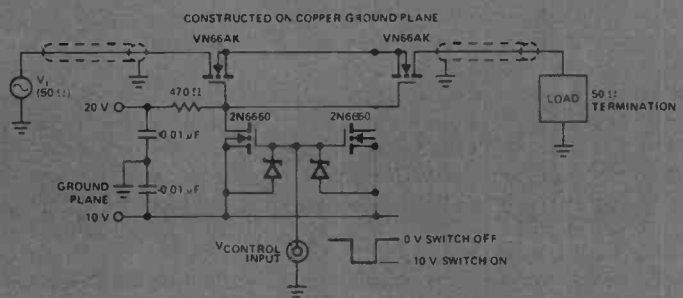 CONSTRUCTED ON COPPER GROUND PLANE
VN66AK
VN66AK
V1
(50 Ω)
470 Ω
20 V
2N6660
2N6660
LOAD
50 Ω
TERMINATION
0.01 μF
GROUND
PLANE
0.01 μF
10 V
VCONTROL
INPUT
0 V SWITCH OFF
-10 V SWITCH ON